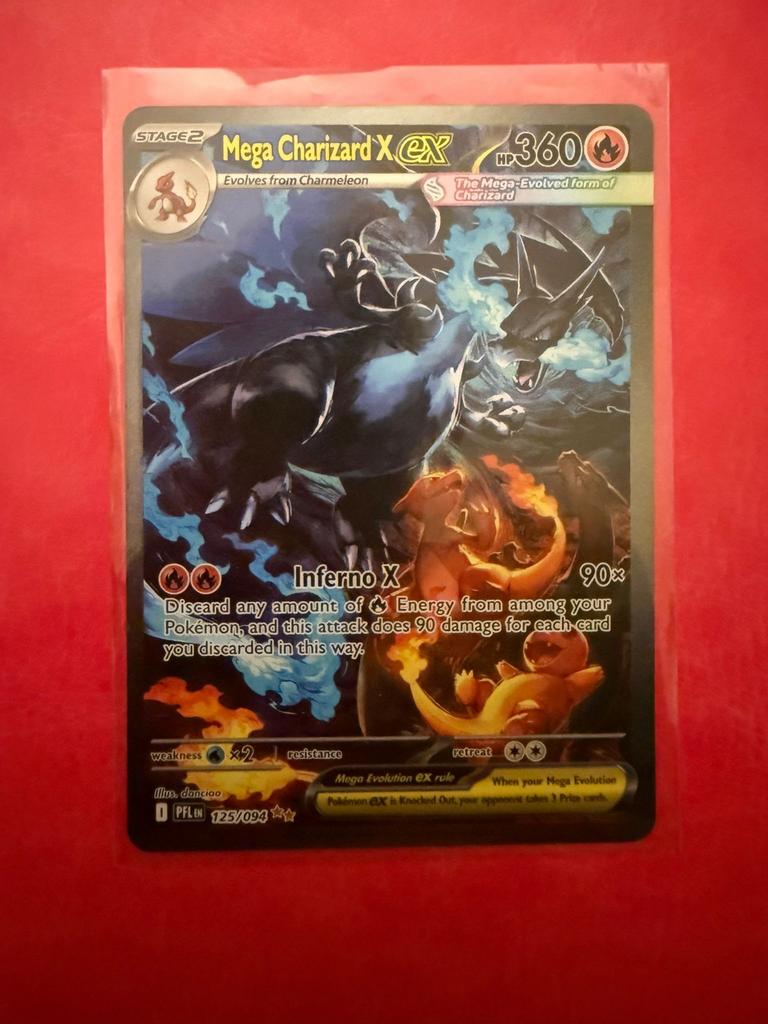 STAGE2 Mega Charizard X ex HP360
Evolves from Charmeleon
The Mega-Evolved form of
Charizard
Inferno X 90×
Discard any amount of Energy from among your
Pokémon, and this attack does 90 damage for each card
you discarded in this way.
weakness ×2 resistance retreat
Mega Evolution ex rule When your Mega Evolution
Pokémon ex is Knocked Out, your opponent takes 3 Prize cards.
Illus. danciao
I PFL EN 125/094